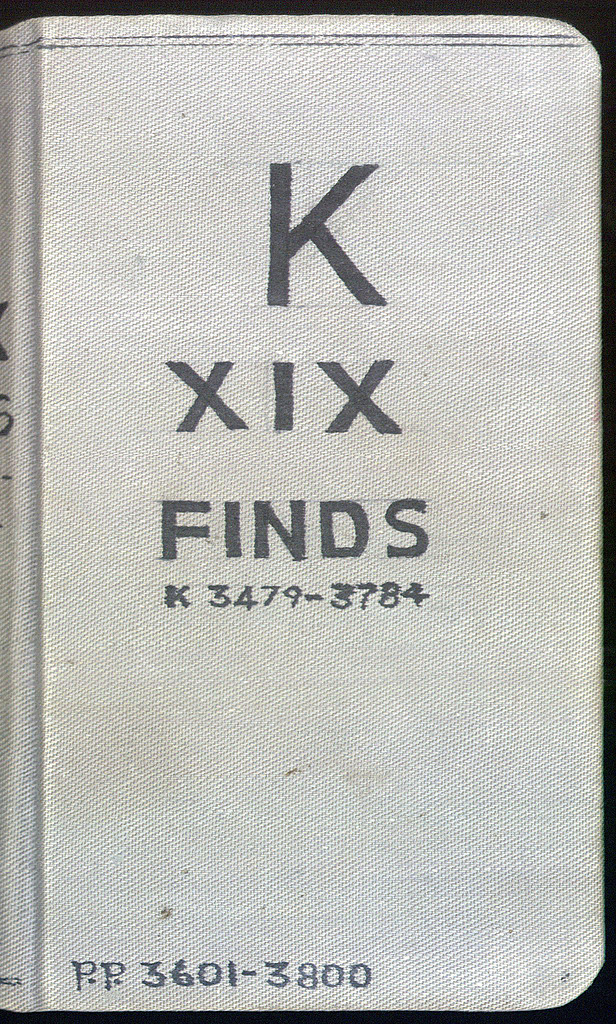 K
XIX
FINDS
K 3479-3784
P.P. 3601-3800